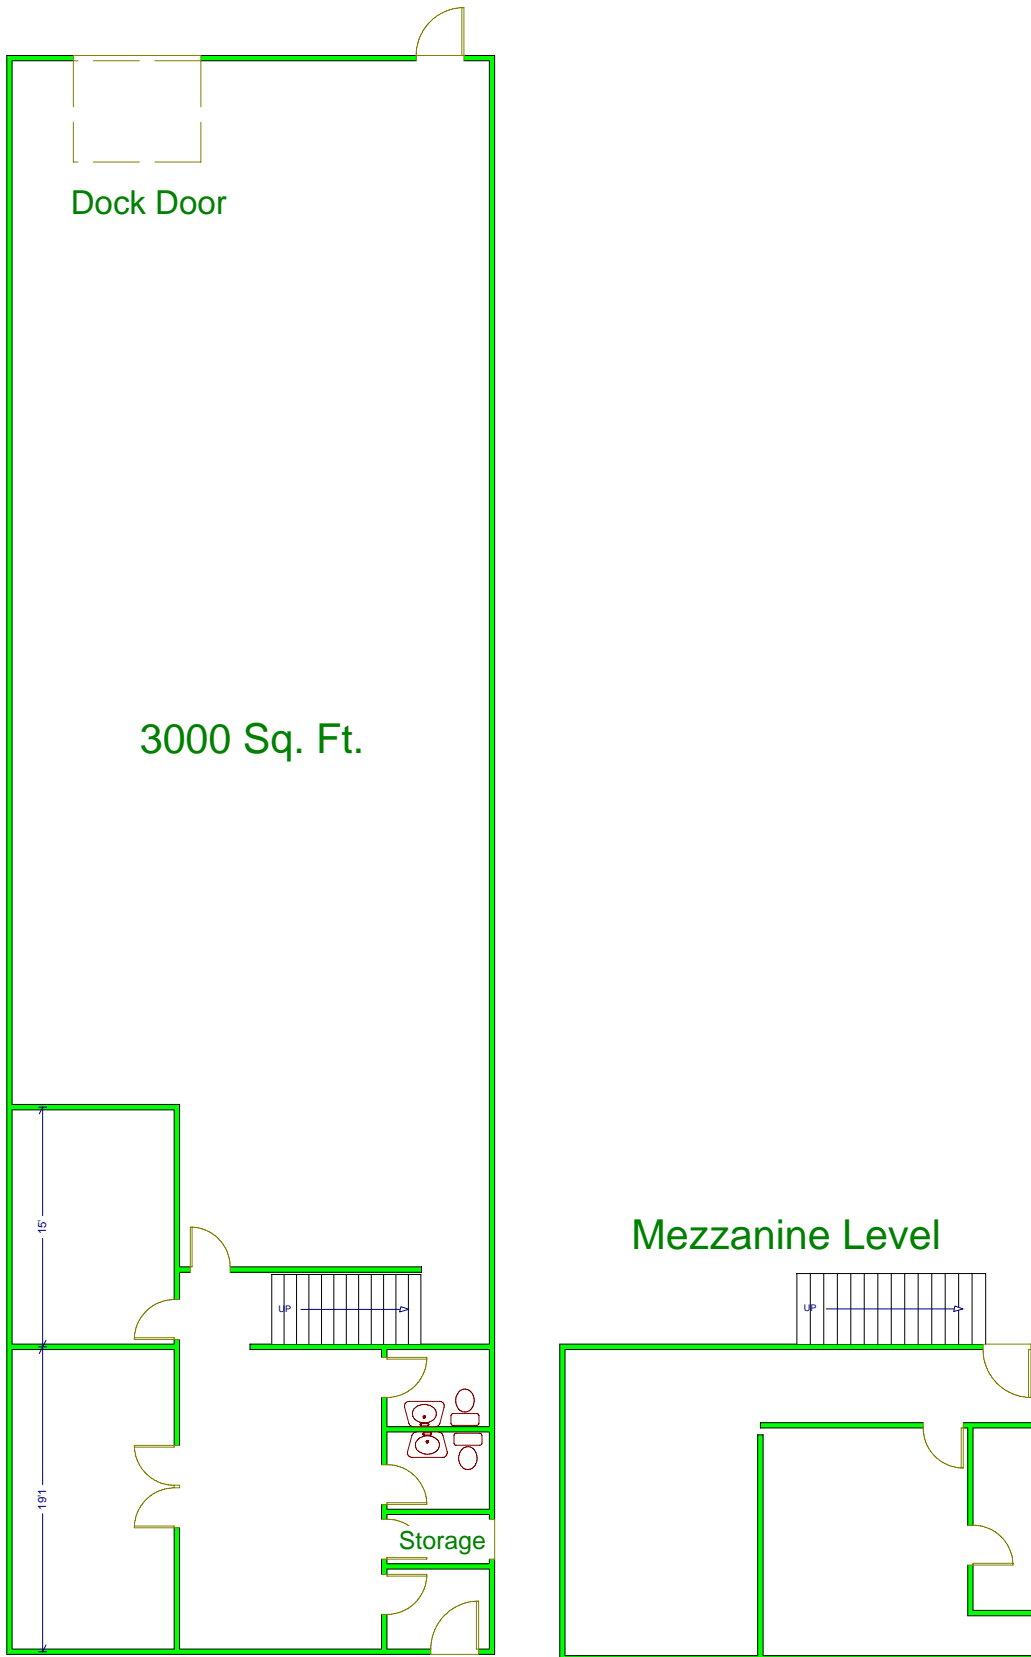 Dock Door
3000 Sq. Ft.
15'
Mezzanine Level
UP
UP
19'1
Storage